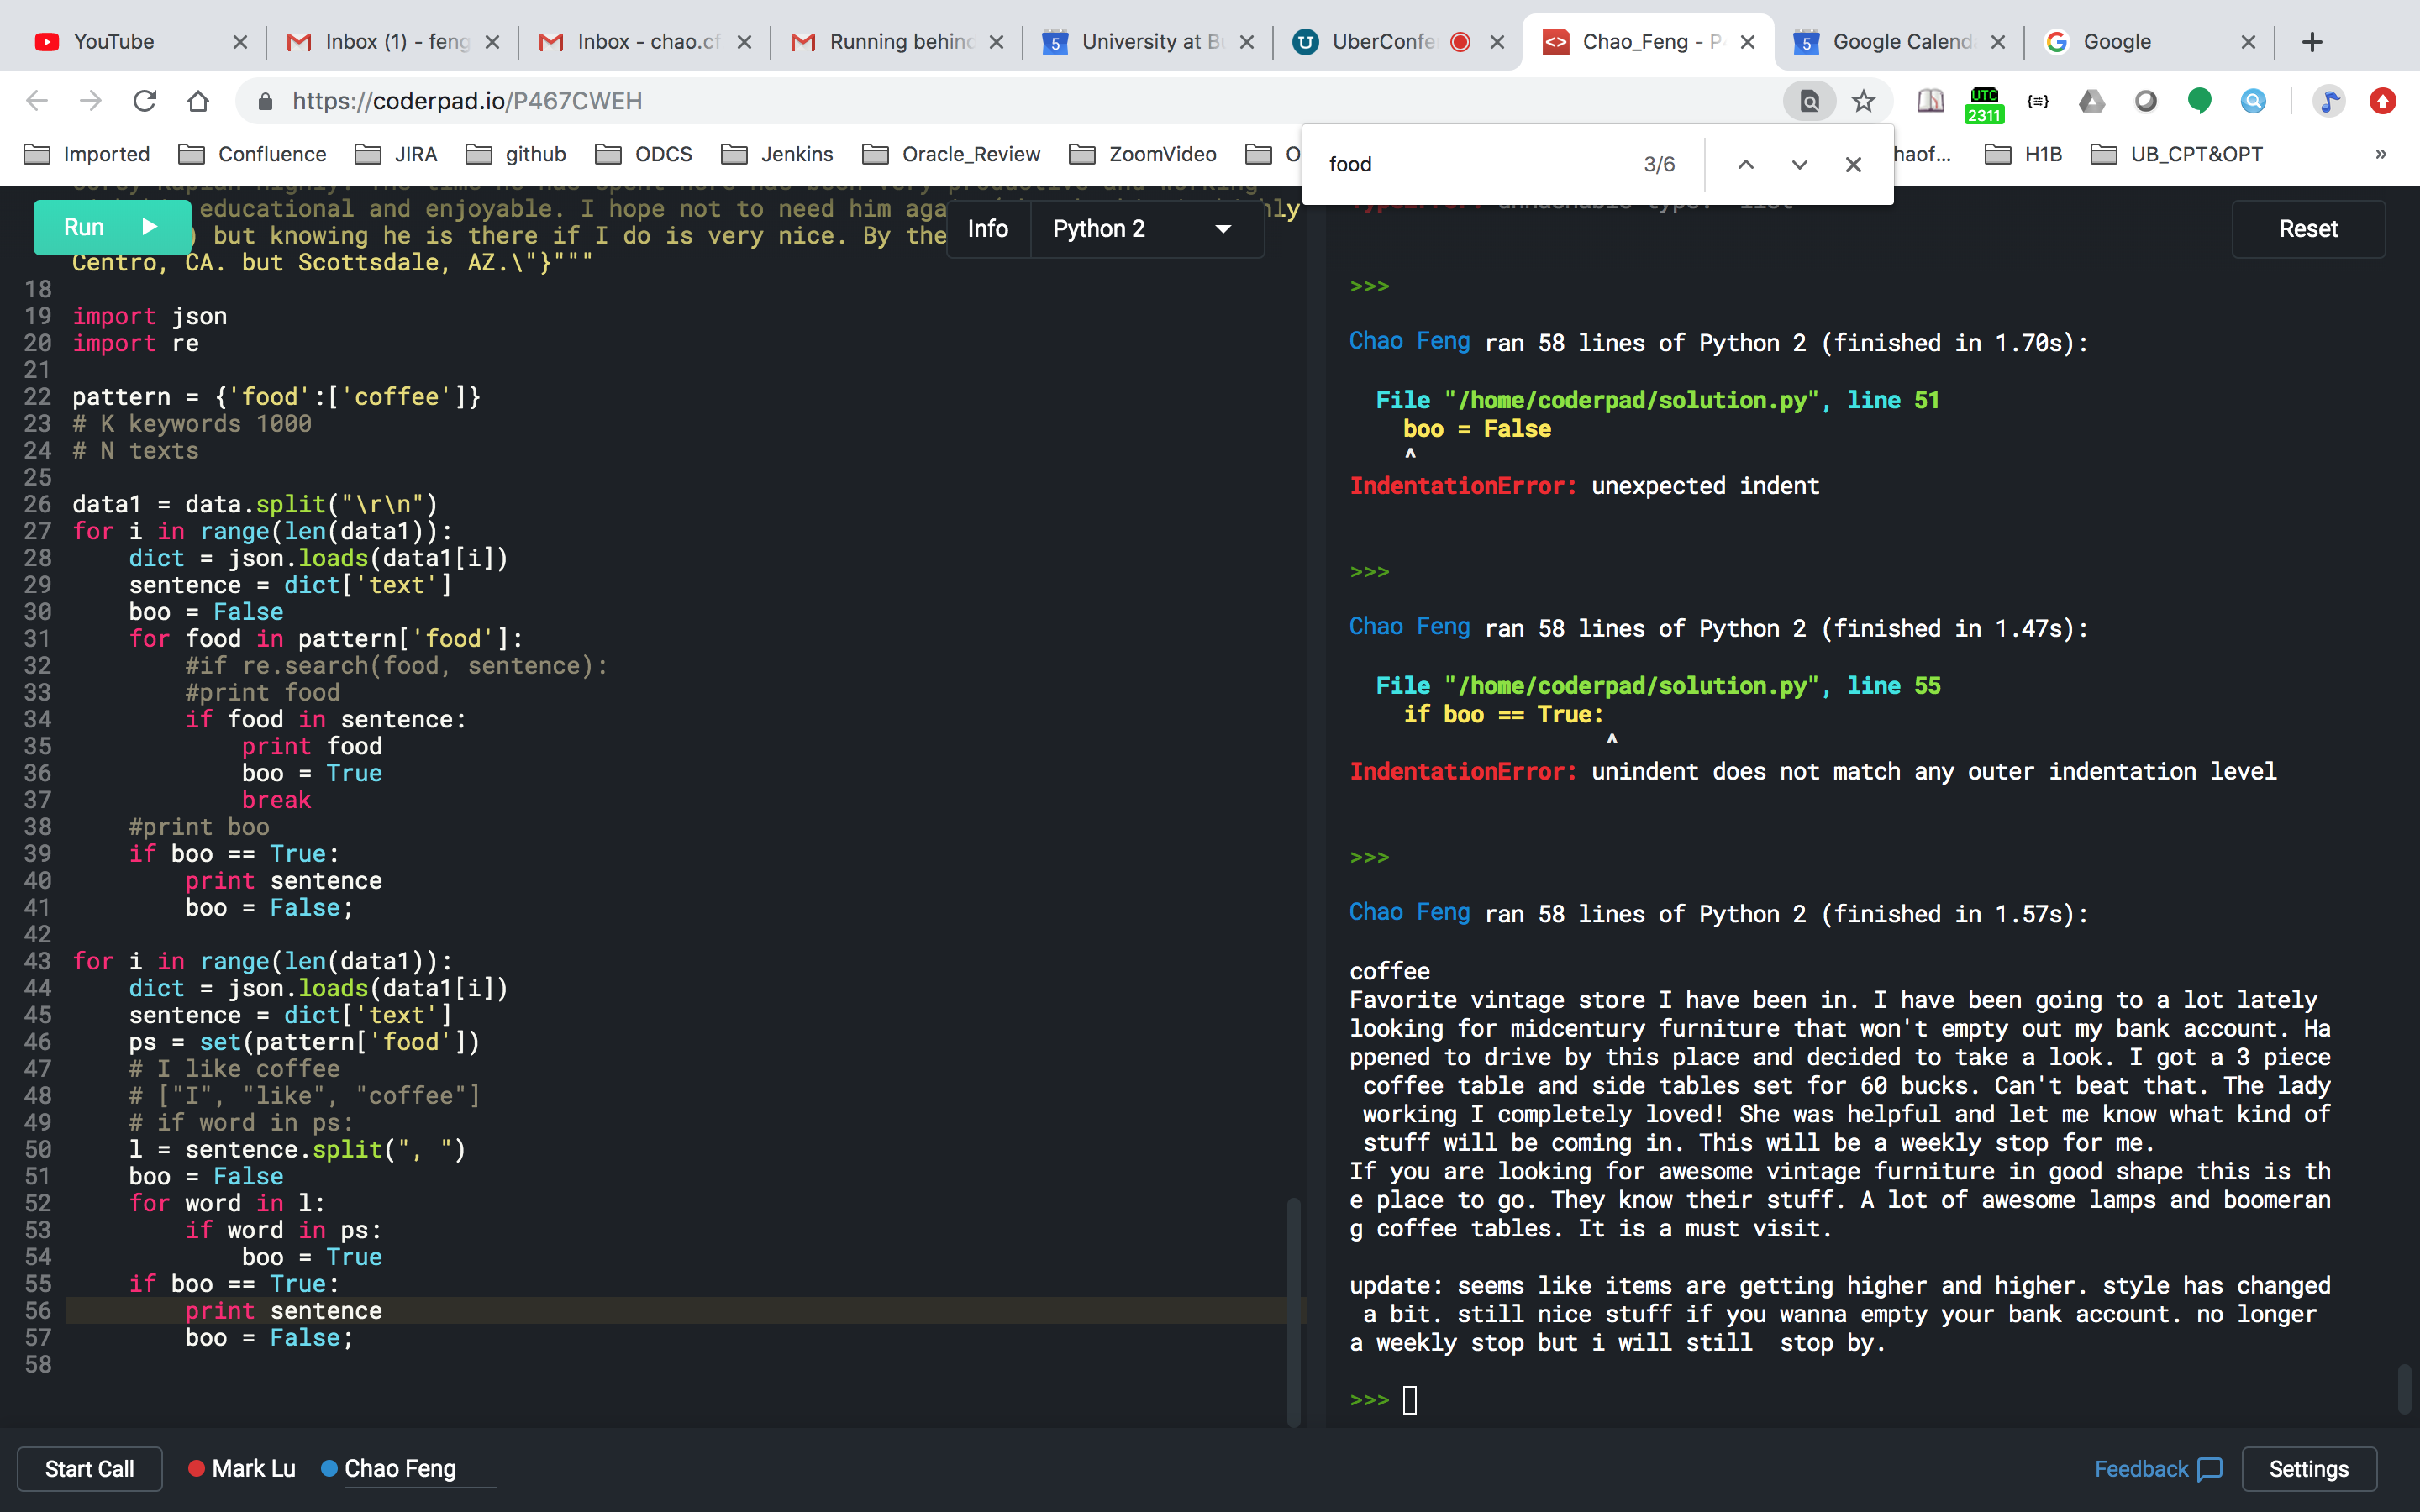 YouTube
Inbox (1) - feng
Inbox - chao.cf
Running behind
5 University at Bu
UberConfe
Chao_Feng - P
5 Google Calend
Google
https://coderpad.io/P467CWEH
UTC
2311
Imported
Confluence
JIRA
github
ODCS
Jenkins
Oracle_Review
ZoomVideo
O
haof...
H1B
UB_CPT&OPT
»
food 3/6
Run
educational and enjoyable. I hope not to need him aga
ly
) but knowing he is there if I do is very nice. By the
Centro, CA. but Scottsdale, AZ.\"}"""
Info
Python 2
Reset
18
19 import json
20 import re
21
22 pattern = {'food':['coffee']}
23 # K keywords 1000
24 # N texts
25
26 data1 = data.split("\r\n")
27 for i in range(len(data1)):
28     dict = json.loads(data1[i])
29     sentence = dict['text']
30     boo = False
31     for food in pattern['food']:
32         #if re.search(food, sentence):
33         #print food
34         if food in sentence:
35             print food
36             boo = True
37             break
38     #print boo
39     if boo == True:
40         print sentence
41         boo = False;
42
43 for i in range(len(data1)):
44     dict = json.loads(data1[i])
45     sentence = dict['text']
46     ps = set(pattern['food'])
47     # I like coffee
48     # ["I", "like", "coffee"]
49     # if word in ps:
50     l = sentence.split(", ")
51     boo = False
52     for word in l:
53         if word in ps:
54             boo = True
55     if boo == True:
56         print sentence
57         boo = False;
58
>>>
Chao Feng ran 58 lines of Python 2 (finished in 1.70s):
File "/home/coderpad/solution.py", line 51
boo = False
^
IndentationError: unexpected indent
>>>
Chao Feng ran 58 lines of Python 2 (finished in 1.47s):
File "/home/coderpad/solution.py", line 55
if boo == True:
^
IndentationError: unindent does not match any outer indentation level
>>>
Chao Feng ran 58 lines of Python 2 (finished in 1.57s):
coffee
Favorite vintage store I have been in. I have been going to a lot lately
looking for midcentury furniture that won't empty out my bank account. Ha
ppened to drive by this place and decided to take a look. I got a 3 piece
coffee table and side tables set for 60 bucks. Can't beat that. The lady
working I completely loved! She was helpful and let me know what kind of
stuff will be coming in. This will be a weekly stop for me.
If you are looking for awesome vintage furniture in good shape this is th
e place to go. They know their stuff. A lot of awesome lamps and boomeran
g coffee tables. It is a must visit.
update: seems like items are getting higher and higher. style has changed
a bit. still nice stuff if you wanna empty your bank account. no longer
a weekly stop but i will still  stop by.
>>>
Start Call
Mark Lu
Chao Feng
Feedback
Settings